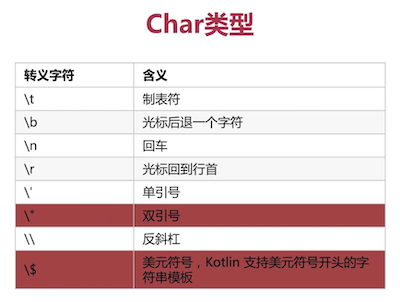 Char类型
转义字符 含义
\t 制表符
\b 光标后退一个字符
\n 回车
\r 光标回到行首
\' 单引号
\" 双引号
\\ 反斜杠
\$ 美元符号，Kotlin 支持美元符号开头的字
符串模板